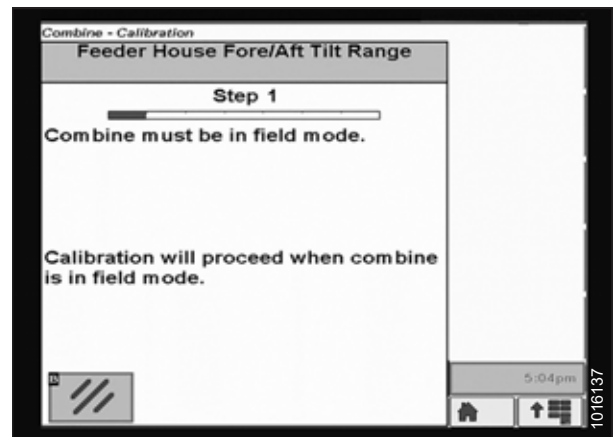 Combine - Calibration
Feeder House Fore/Aft Tilt Range
Step 1
Combine must be in field mode.
Calibration will proceed when combine
is in field mode.
5:04pm
1016137